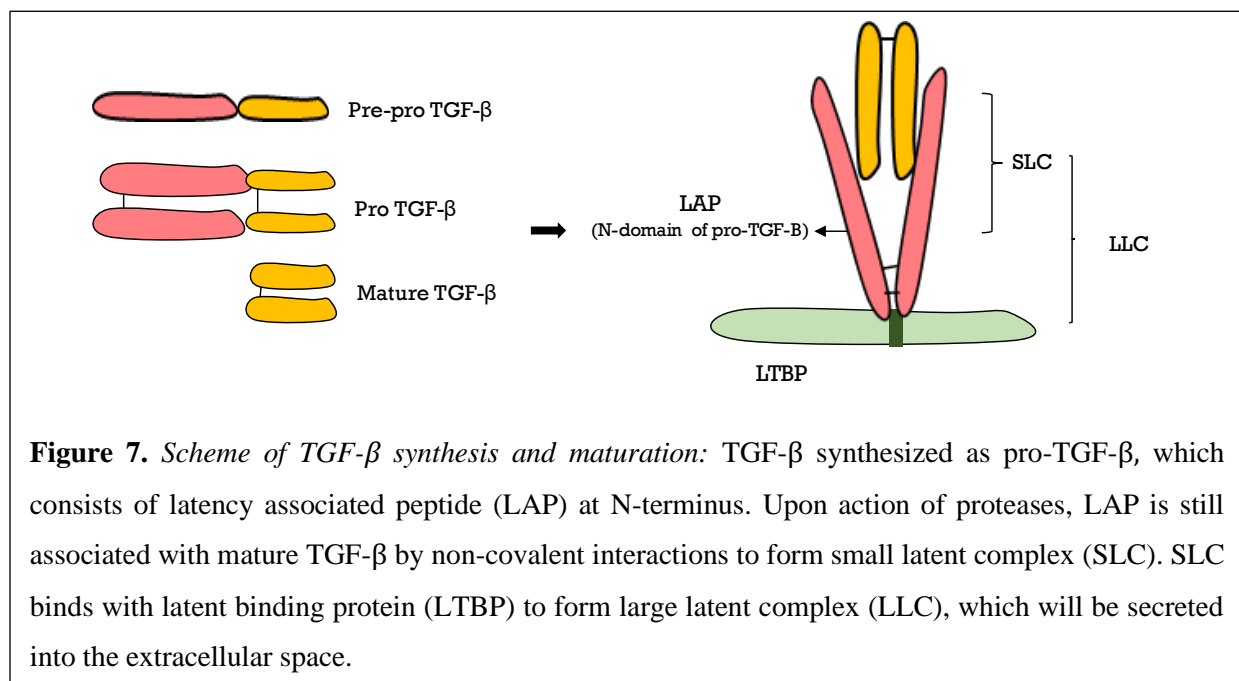 Pre-pro TGF-β
Pro TGF-β
Mature TGF-β
LAP
(N-domain of pro-TGF-B)
SLC
LLC
LTBP
Figure 7. Scheme of TGF-β synthesis and maturation: TGF-β synthesized as pro-TGF-β, which
consists of latency associated peptide (LAP) at N-terminus. Upon action of proteases, LAP is still
associated with mature TGF-β by non-covalent interactions to form small latent complex (SLC). SLC
binds with latent binding protein (LTBP) to form large latent complex (LLC), which will be secreted
into the extracellular space.